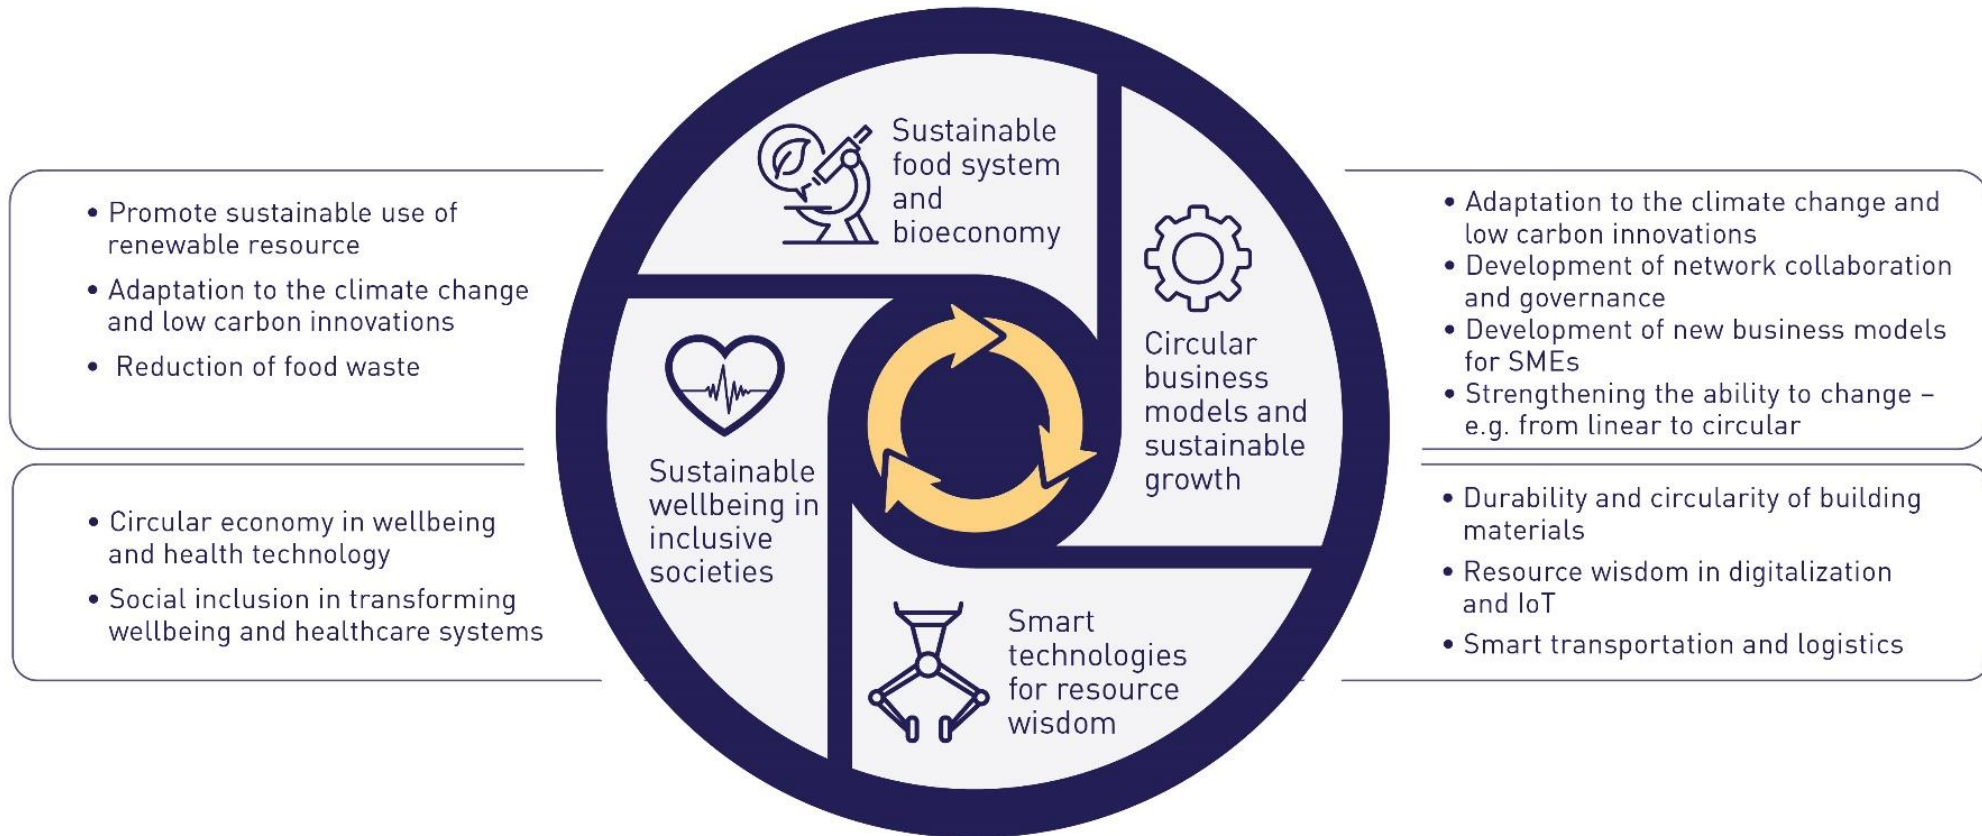 Sustainable
food system
and
bioeconomy
Circular
business
models and
sustainable
growth
Smart
technologies
for resource
wisdom
Sustainable
wellbeing in
inclusive
societies
• Promote sustainable use of
renewable resource
• Adaptation to the climate change
and low carbon innovations
• Reduction of food waste
• Circular economy in wellbeing
and health technology
• Social inclusion in transforming
wellbeing and healthcare systems
• Adaptation to the climate change and
low carbon innovations
• Development of network collaboration
and governance
• Development of new business models
for SMEs
• Strengthening the ability to change –
e.g. from linear to circular
• Durability and circularity of building
materials
• Resource wisdom in digitalization
and IoT
• Smart transportation and logistics